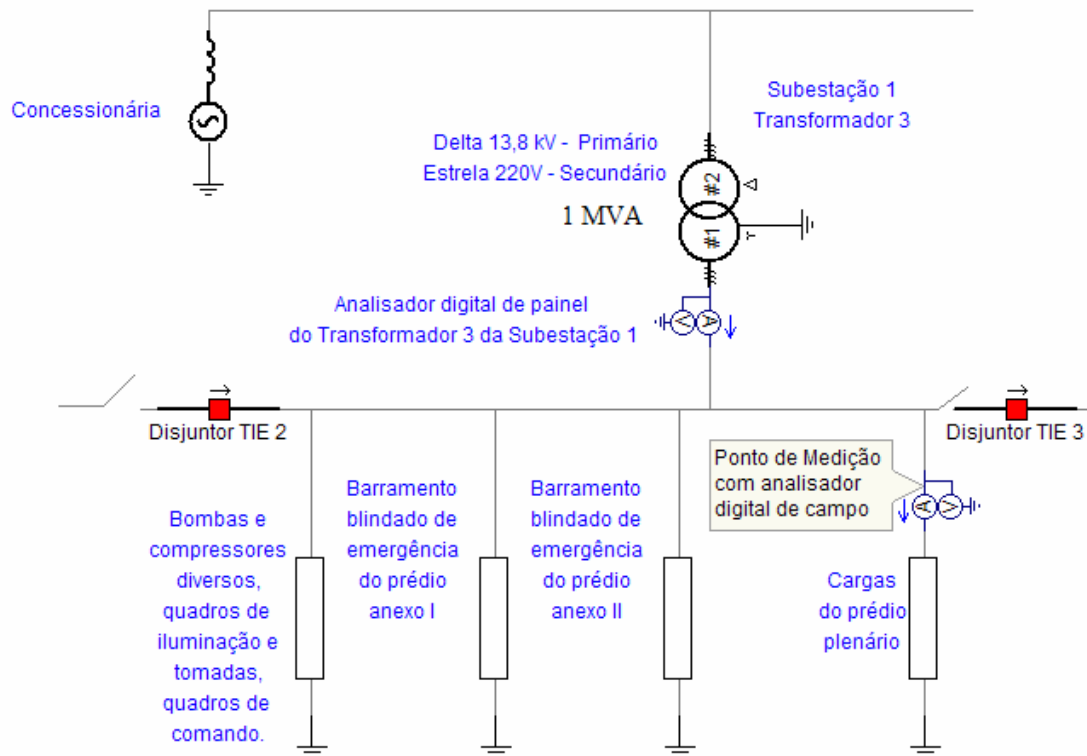 Concessionária
Subestação 1
Transformador 3
Delta 13,8 kV - Primário
Estrela 220V - Secundário
1 MVA
#2
Δ
#1
Y
Analisador digital de painel
do Transformador 3 da Subestação 1
V
A
Disjuntor TIE 2
Disjuntor TIE 3
Ponto de Medição
com analisador
digital de campo
A
V
Bombas e
compressores
diversos,
quadros de
iluminação e
tomadas,
quadros de
comando.
Barramento
blindado de
emergência
do prédio
anexo I
Barramento
blindado de
emergência
do prédio
anexo II
Cargas
do prédio
plenário